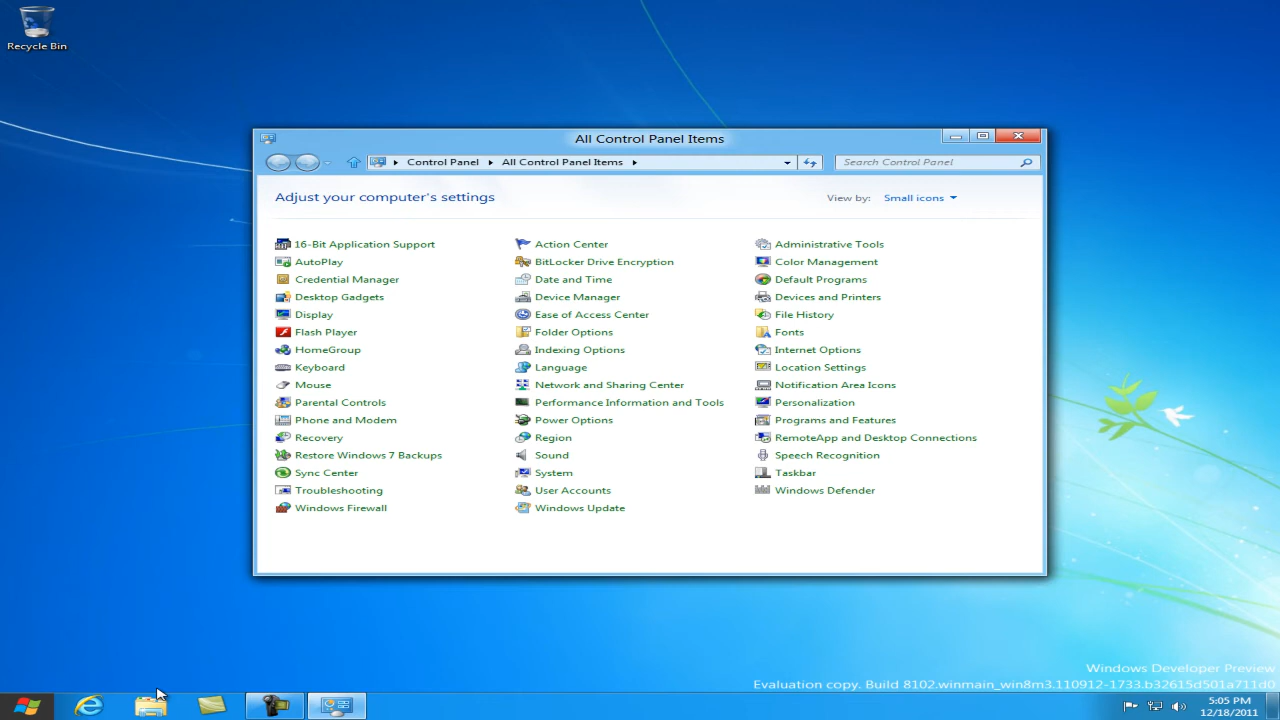 Recycle Bin
All Control Panel Items
Control Panel All Control Panel Items
Search Control Panel
Adjust your computer's settings
View by: Small icons
16-Bit Application Support Action Center Administrative Tools
AutoPlay BitLocker Drive Encryption Color Management
Credential Manager Date and Time Default Programs
Desktop Gadgets Device Manager Devices and Printers
Display Ease of Access Center File History
Flash Player Folder Options Fonts
HomeGroup Indexing Options Internet Options
Keyboard Language Location Settings
Mouse Network and Sharing Center Notification Area Icons
Parental Controls Performance Information and Tools Personalization
Phone and Modem Power Options Programs and Features
Recovery Region RemoteApp and Desktop Connections
Restore Windows 7 Backups Sound Speech Recognition
Sync Center System Taskbar
Troubleshooting User Accounts Windows Defender
Windows Firewall Windows Update
Windows Developer Preview
Evaluation copy. Build 8102.winmain_win8m3.110912-1733.b32615d501a711d0
5:05 PM
12/18/2011